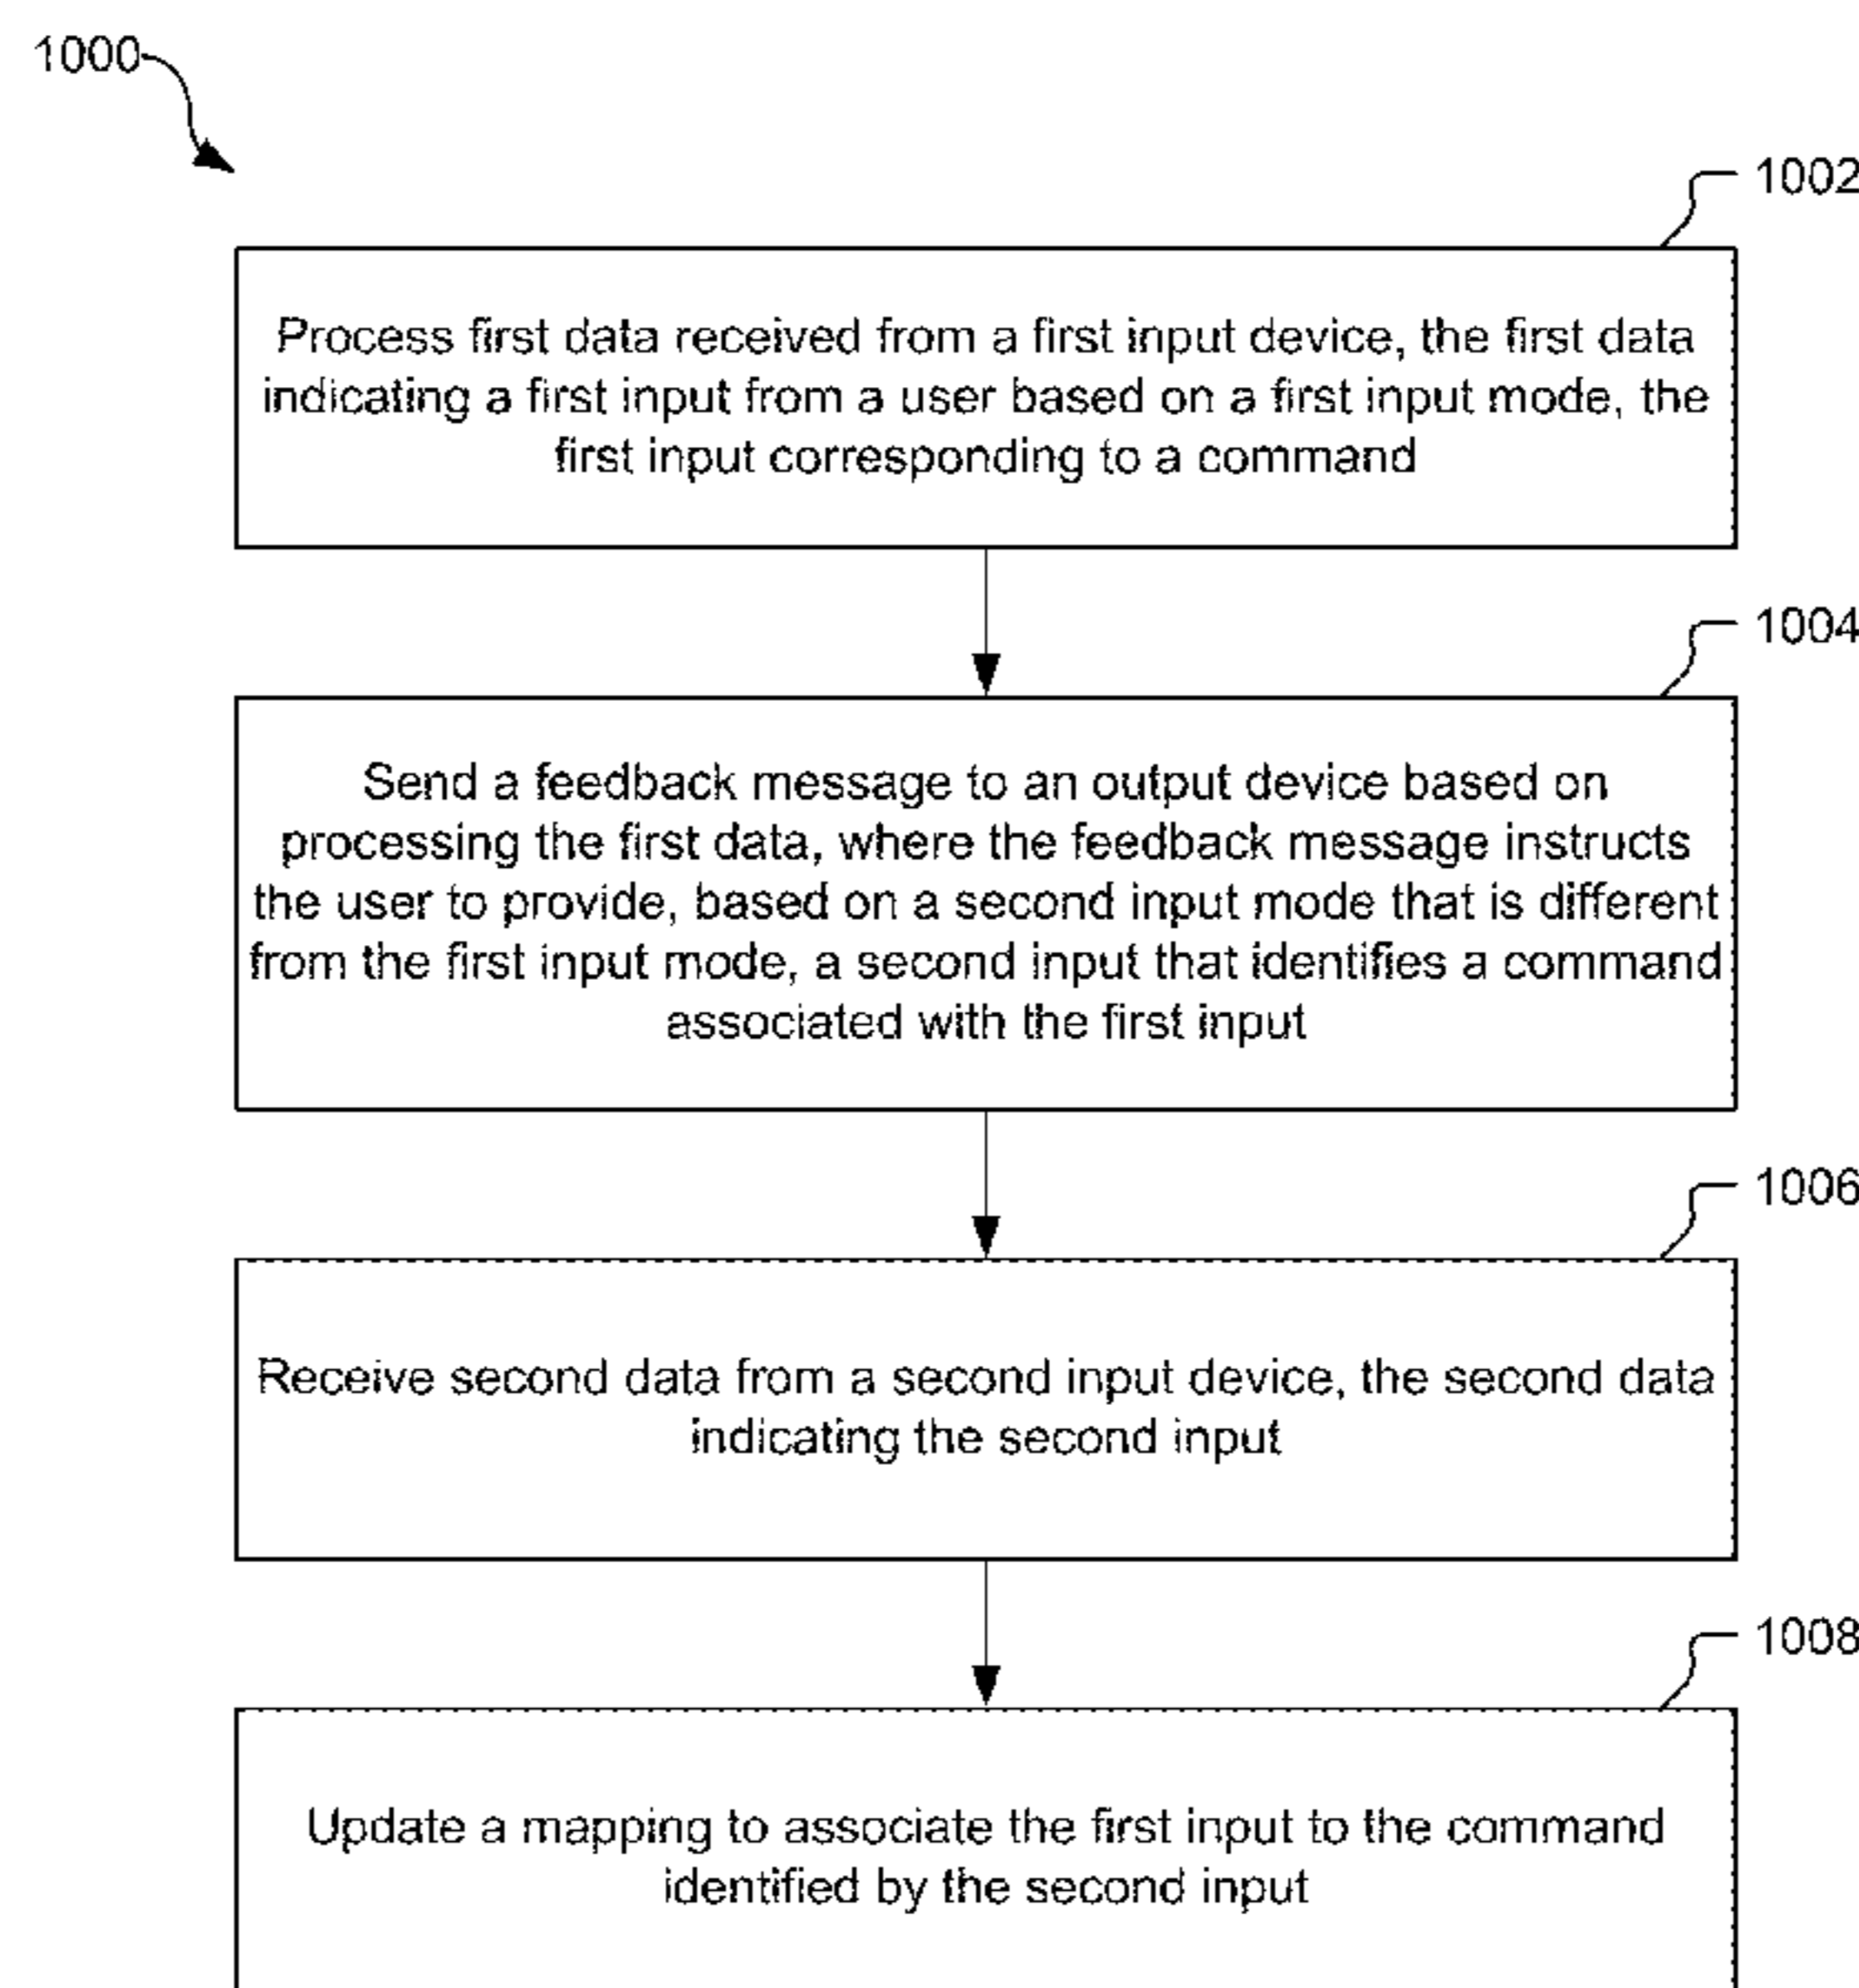 1000
1002
Process first data received from a first input device, the first data
indicating a first input from a user based on a first input mode, the
first input corresponding to a command
1004
Send a feedback message to an output device based on
processing the first data, where the feedback message instructs
the user to provide, based on a second input mode that is different
from the first input mode, a second input that identifies a command
associated with the first input
1006
Receive second data from a second input device, the second data
indicating the second input
1008
Update a mapping to associate the first input to the command
identified by the second input